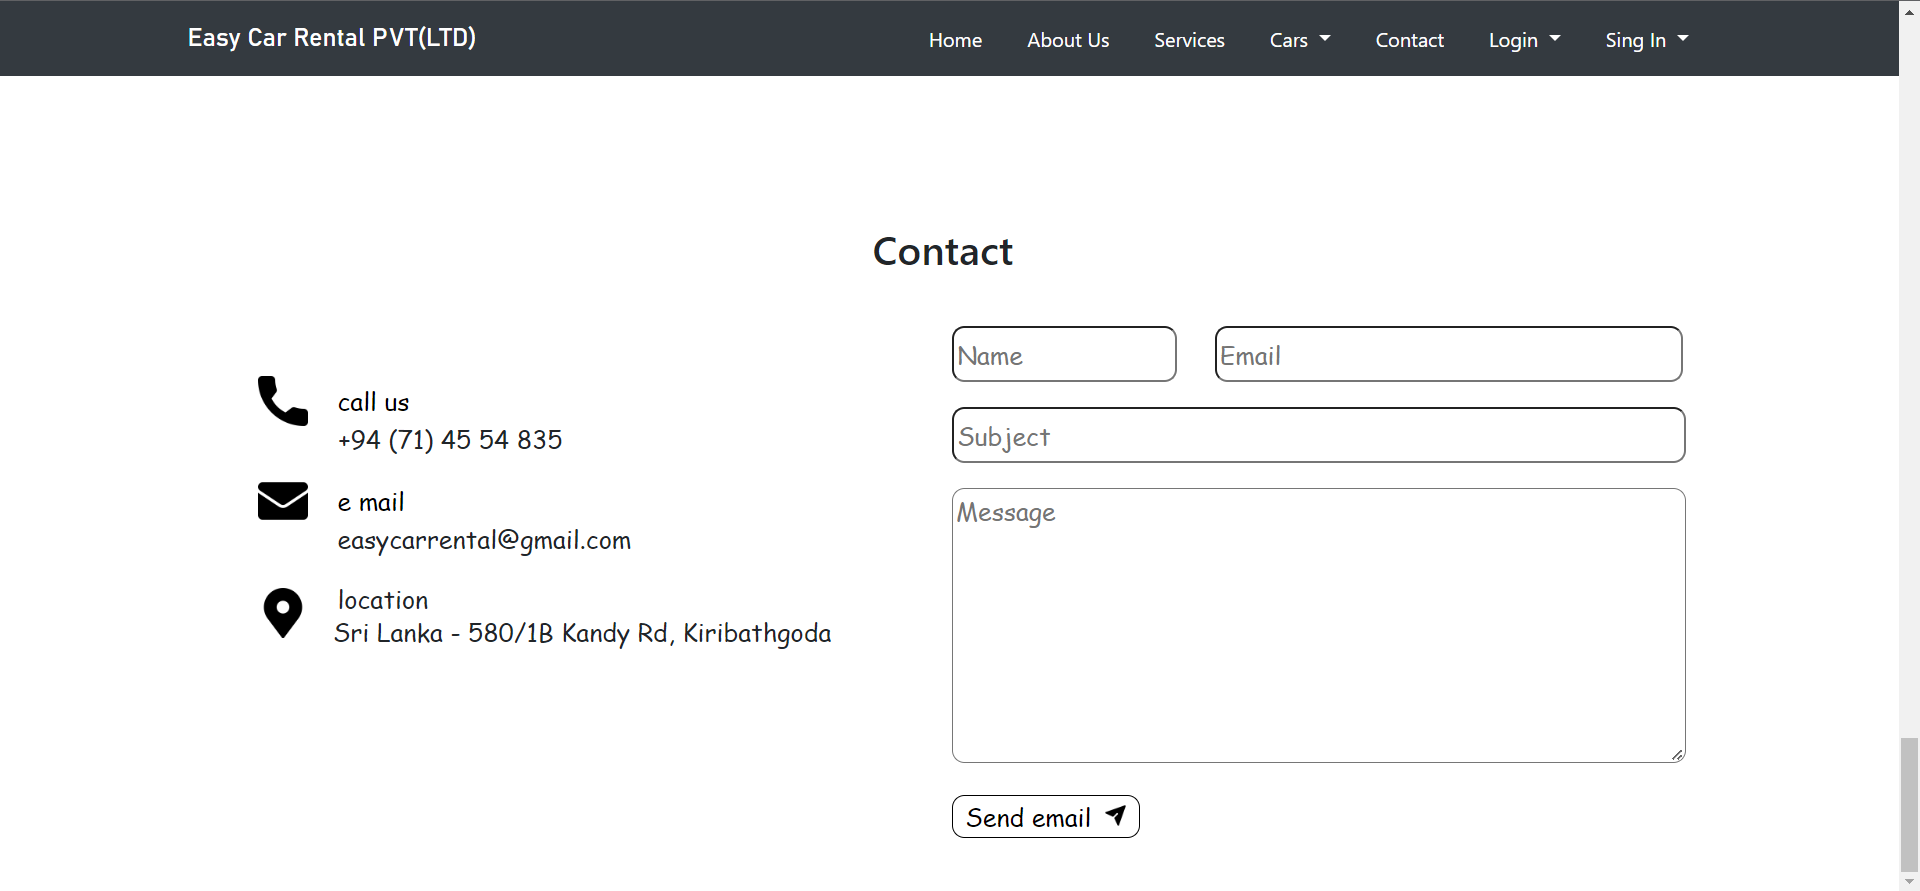 Easy Car Rental PVT(LTD)
Home About Us Services Cars Contact Login Sing In
Contact
call us
+94 (71) 45 54 835
e mail
easycarrental@gmail.com
location
Sri Lanka - 580/1B Kandy Rd, Kiribathgoda
Name Email
Subject
Message
Send email